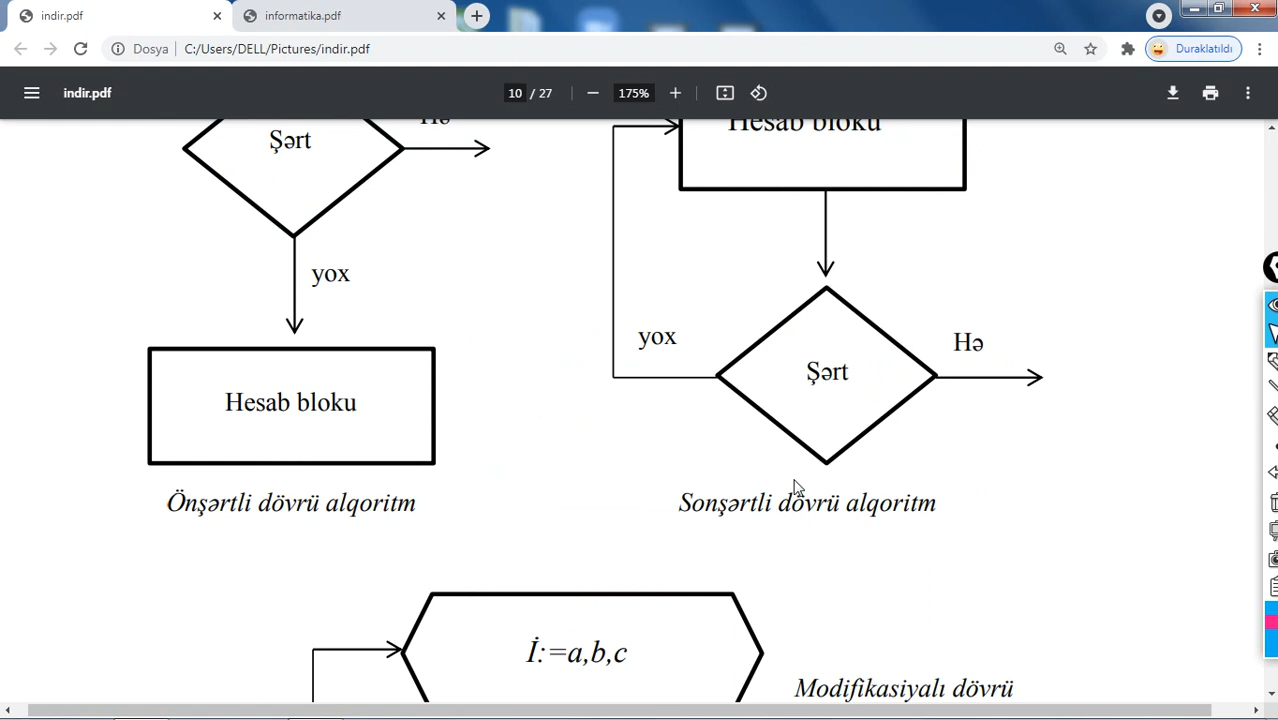 indir.pdf
informatika.pdf
Dosya
C:/Users/DELL/Pictures/indir.pdf
Duraklatıldı
indir.pdf
10 / 27
175%
Hə
Şərt
Hesab bloku
yox
yox
Hə
Şərt
Hesab bloku
Önşərtli dövrü alqoritm
Sonşərtli dövrü alqoritm
İ:=a,b,c
Modifikasiyalı dövrü